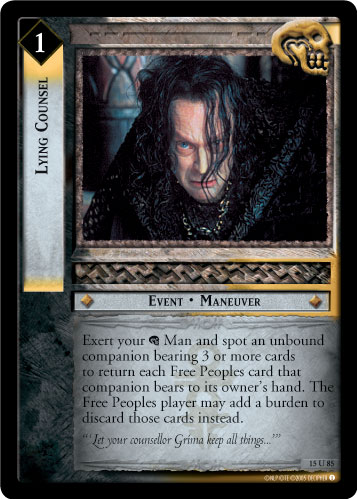 1
LYING COUNSEL
EVENT • MANEUVER
Exert your Man and spot an unbound
companion bearing 3 or more cards
to return each Free Peoples card that
companion bears to its owner's hand. The
Free Peoples player may add a burden to
discard those cards instead.
"'Let your counsellor Gríma keep all things...'"
15 U 85